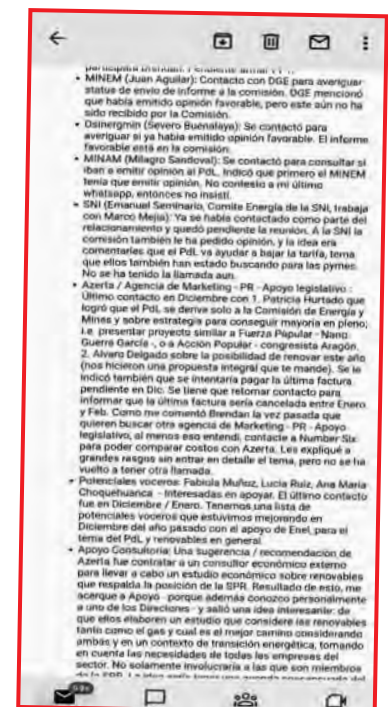 • MINEM (Juan Aguilar): Contacto con DGE para averiguar
status de envio de informe a la comisión. DGE mencionó
que había emitido opinión favorable, pero este aún no ha
sido recibido por la Comisión.
• Osinergmin (Severo Buenalaya): Se contactó para
averiguar si ya había emitido opinión favorable. El informe
favorable está en la comisión.
• MINAM (Milagro Sandoval): Se contactó para consultar si
iban a emitir opinión al PdL. Indicó que primero el MINEM
tenia que emitir opinión. No contesto a mi último
whatsapp, entonces no insistí.
• SNI (Emanuel Seminario, Comite Energía de la SNI, trabaja
con Marco Mejia): Ya se había contactado como parte del
relacionamiento y quedó pendiente la reunión. A la SNI la
comisión también le ha pedido opinión, y la idea era
comentarles que el PdL va ayudar a bajar la tarifa, tema
que ellos también han estado buscando para las pymes.
No se ha tenido la llamada aun.
• Azerta / Agencia de Marketing - PR - Apoyo legislativo :
Último contacto en Diciembre con 1. Patricia Hurtado que
logró que el PdL se derive solo a la Comisión de Energía y
Minas y sobre estrategia para conseguir mayoría en pleno;
i.e. presentar proyecto similar a Fuerza Popular - Nano
Guerra García -, o a Acción Popular - congresista Aragón.
2. Alvaro Delgado sobre la posibilidad de renovar este año
(nos hicieron una propuesta integral que te mande). Se le
indicó también que se intentaría pagar la última factura
pendiente en Dic. Se tiene que retomar contacto para
informar que la última factura sería cancelada entre Enero
y Feb. Como me comentó Brendan la vez pasada que
quieren buscar otra agencia de Marketing - PR - Apoyo
legislativo, al menos eso entendí, contacte a Number Six
para poder comparar costos con Azerta. Les expliqué a
grandes rasgos sin entrar en detalle el tema, pero no se ha
vuelto a tener otra llamada.
• Potenciales voceros: Fabiola Muñoz, Lucia Ruiz, Ana Maria
Choquehuanca - Interesadas en apoyar. El último contacto
fue en Diciembre / Enero. Tenemos una lista de
potenciales voceros que estuvimos mejorando en
Diciembre del año pasado con el apoyo de Enel, para el
tema del PdL y renovables en general.
• Apoyo Consultoria: Una sugerencia / recomendación de
Azerta fue contratar a un consultor económico externo
para llevar a cabo un estudio económico sobre renovables
que respalda la posición de la SPR. Resultado de esto, me
acerque a Apoyo - porque además conozco personalmente
a uno de los Directores - y salió una idea interesante: de
que ellos elaboren un estudio que considere las renovables
tanto como el gas y cual es el mejor camino considerando
ambas y en un contexto de transición energética, tomando
en cuenta las necesidades de todas las empresas del
sector. No solamente involucraría a las que son miembros